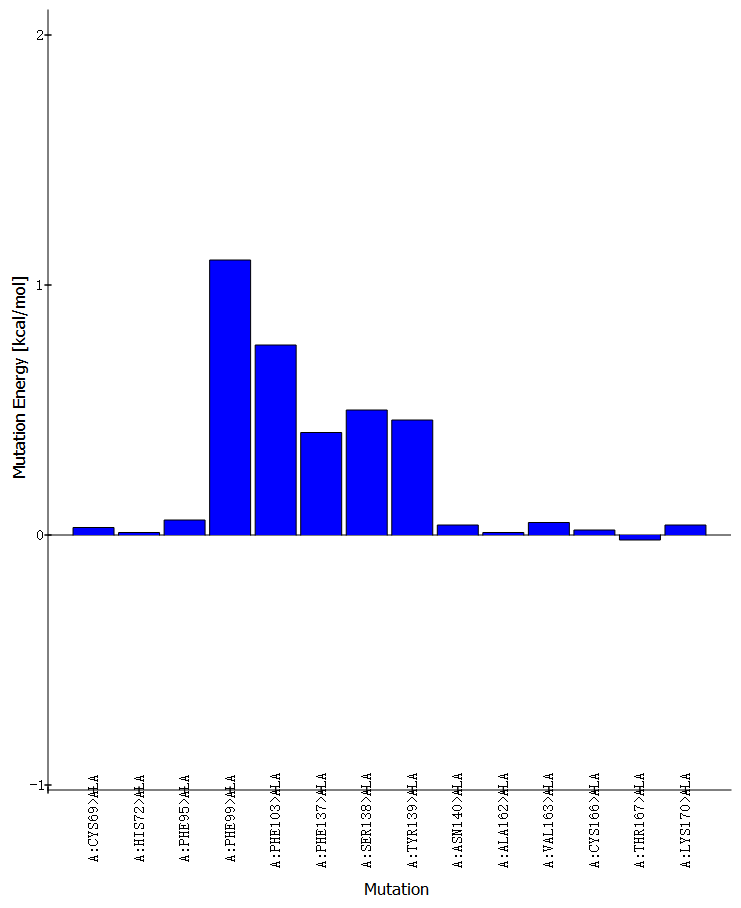 2
1
0
-1
Mutation Energy [kcal/mol]
A:CYS69>ALA
A:HIS72>ALA
A:PHE95>ALA
A:PHE99>ALA
A:PHE103>ALA
A:PHE137>ALA
A:SER138>ALA
A:TYR139>ALA
A:ASN140>ALA
A:ALA162>ALA
A:VAL163>ALA
A:CYS166>ALA
A:THR167>ALA
A:LYS170>ALA
Mutation